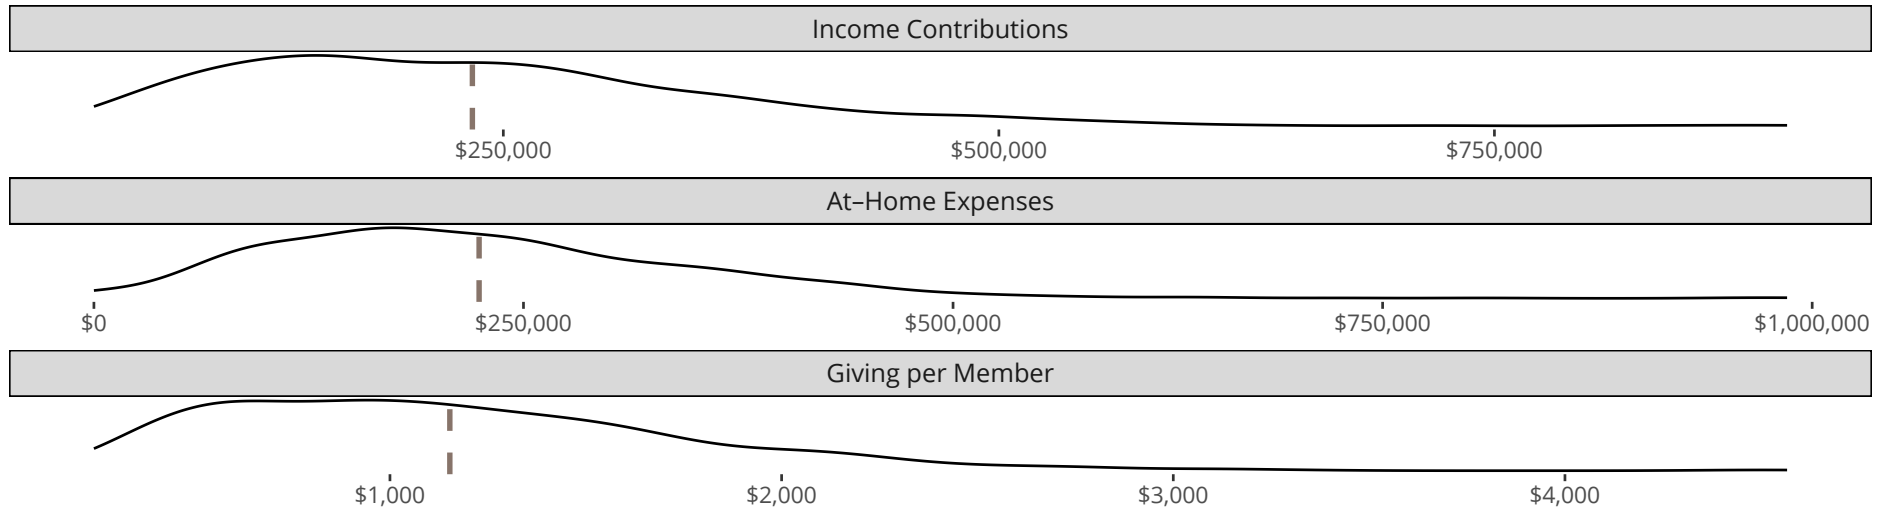 Income Contributions
$250,000 $500,000 $750,000
At–Home Expenses
$0 $250,000 $500,000 $750,000 $1,000,000
Giving per Member
$1,000 $2,000 $3,000 $4,000